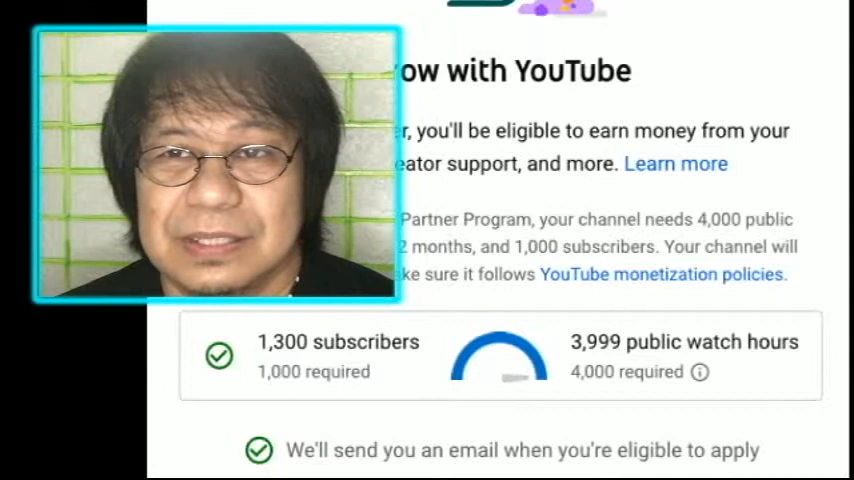 ow with YouTube
r, you'll be eligible to earn money from your
eator support, and more. Learn more
Partner Program, your channel needs 4,000 public
2 months, and 1,000 subscribers. Your channel will
ke sure it follows YouTube monetization policies.
1,300 subscribers
1,000 required
3,999 public watch hours
4,000 required
We'll send you an email when you're eligible to apply